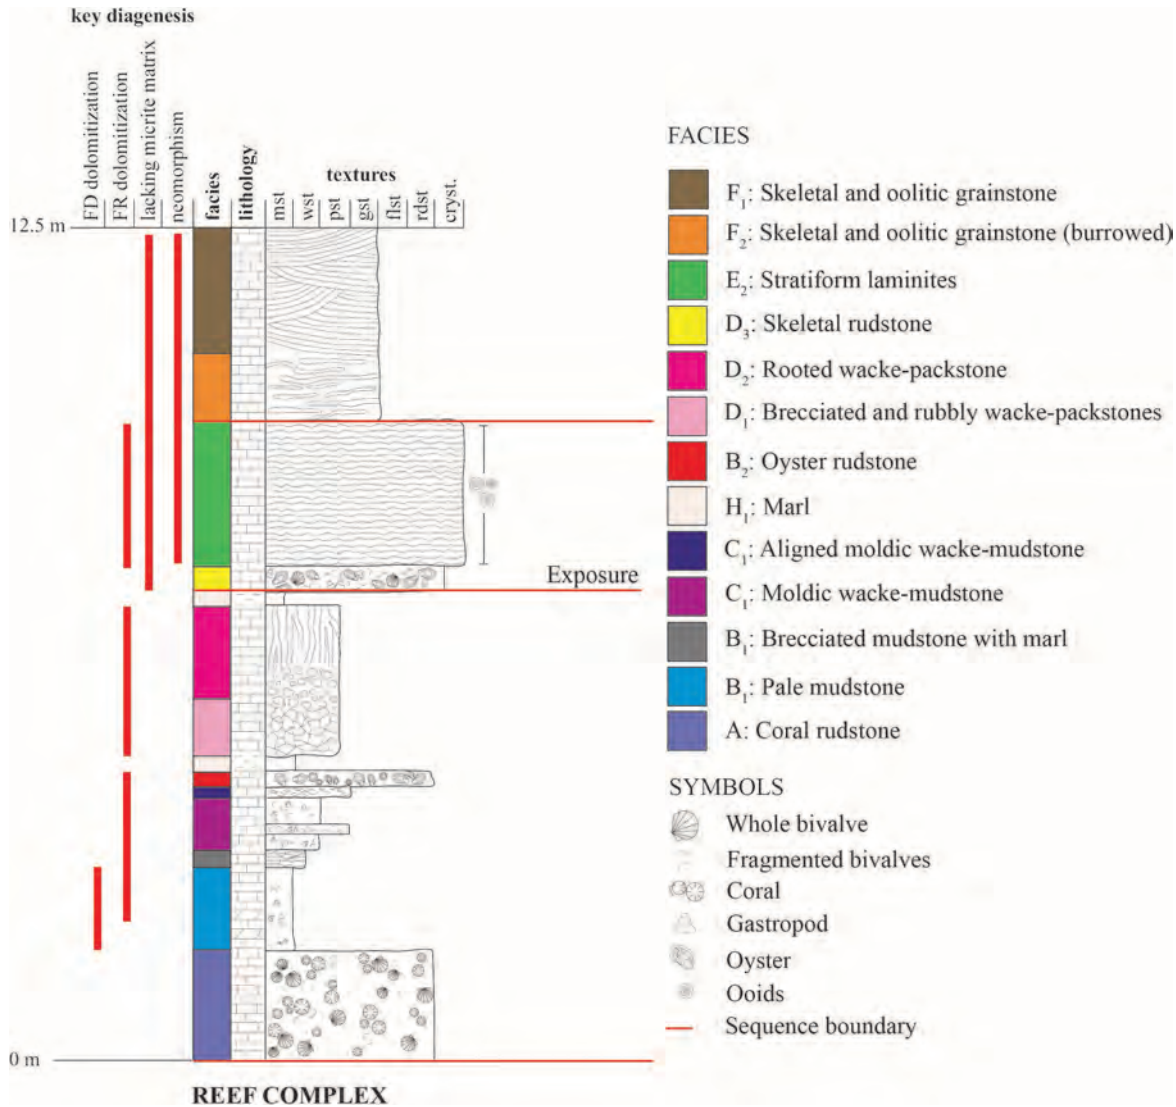 key diagenesis
FD dolomitization
FR dolomitization
lacking micrite matrix
neomorphism
facies
lithology
textures
mst
wst
pst
gst
flst
rdst
cryst.
12.5 m
Exposure
0 m
REEF COMPLEX
FACIES
F₁: Skeletal and oolitic grainstone
F₂: Skeletal and oolitic grainstone (burrowed)
E₂: Stratiform laminites
D₃: Skeletal rudstone
D₂: Rooted wacke-packstone
D₁: Brecciated and rubbly wacke-packstones
B₂: Oyster rudstone
H₁: Marl
C₁: Aligned moldic wacke-mudstone
C₁: Moldic wacke-mudstone
B₁: Brecciated mudstone with marl
B₁: Pale mudstone
A: Coral rudstone
SYMBOLS
Whole bivalve
Fragmented bivalves
Coral
Gastropod
Oyster
Ooids
Sequence boundary